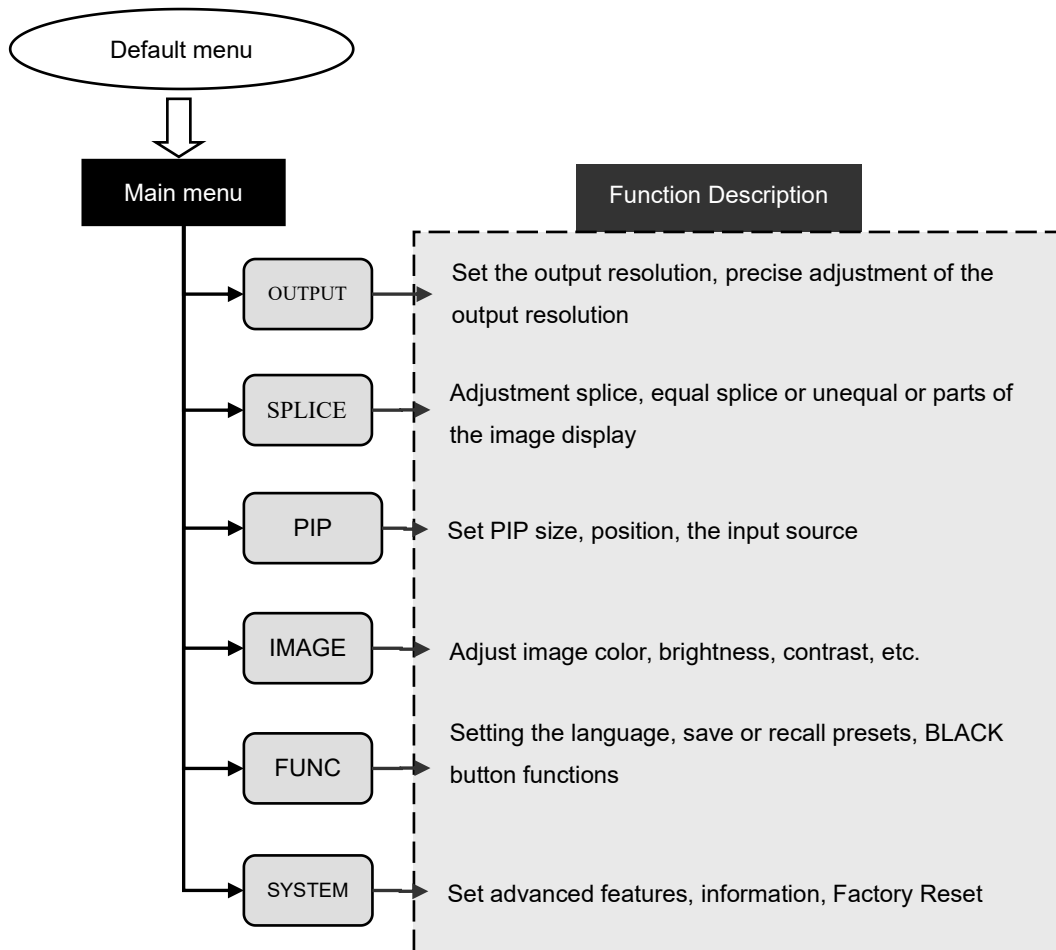 Default menu
Main menu
Function Description
OUTPUT
Set the output resolution, precise adjustment of the
output resolution
SPLICE
Adjustment splice, equal splice or unequal or parts of
the image display
PIP
Set PIP size, position, the input source
IMAGE
Adjust image color, brightness, contrast, etc.
FUNC
Setting the language, save or recall presets, BLACK
button functions
SYSTEM
Set advanced features, information, Factory Reset